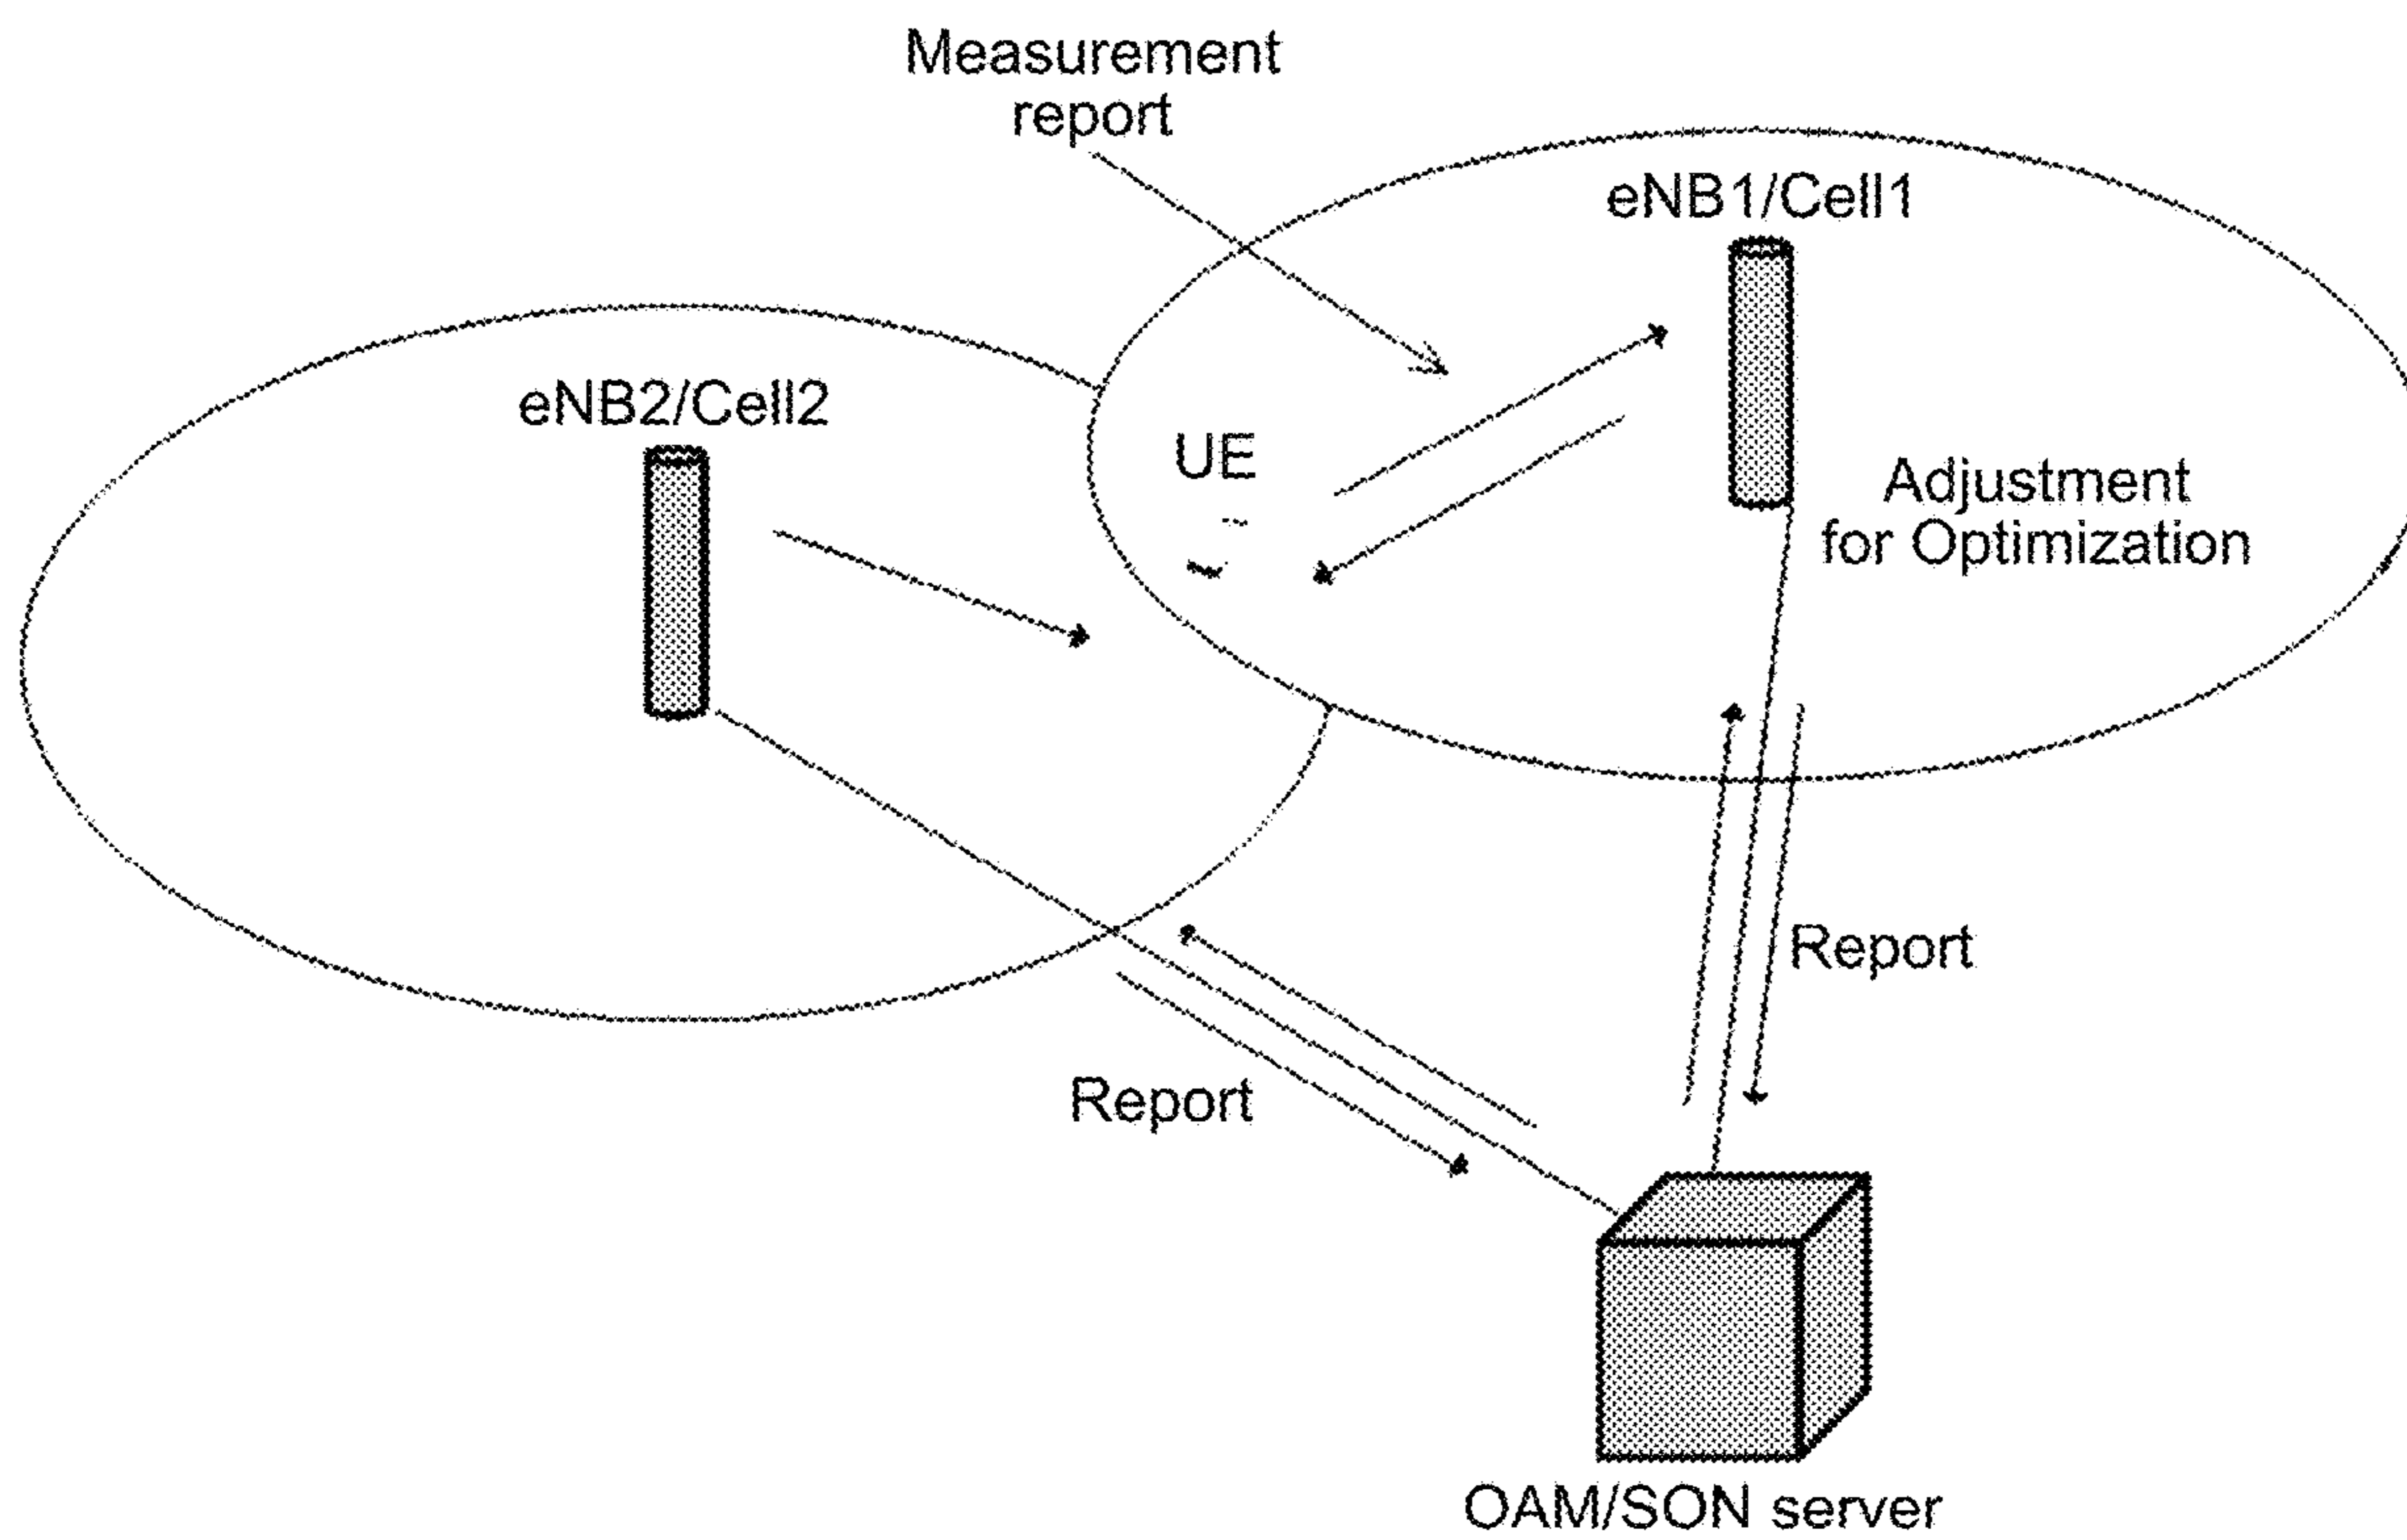 Measurement
report
eNB1/Cell1
eNB2/Cell2
UE
Adjustment
for Optimization
Report
Report
OAM/SON server